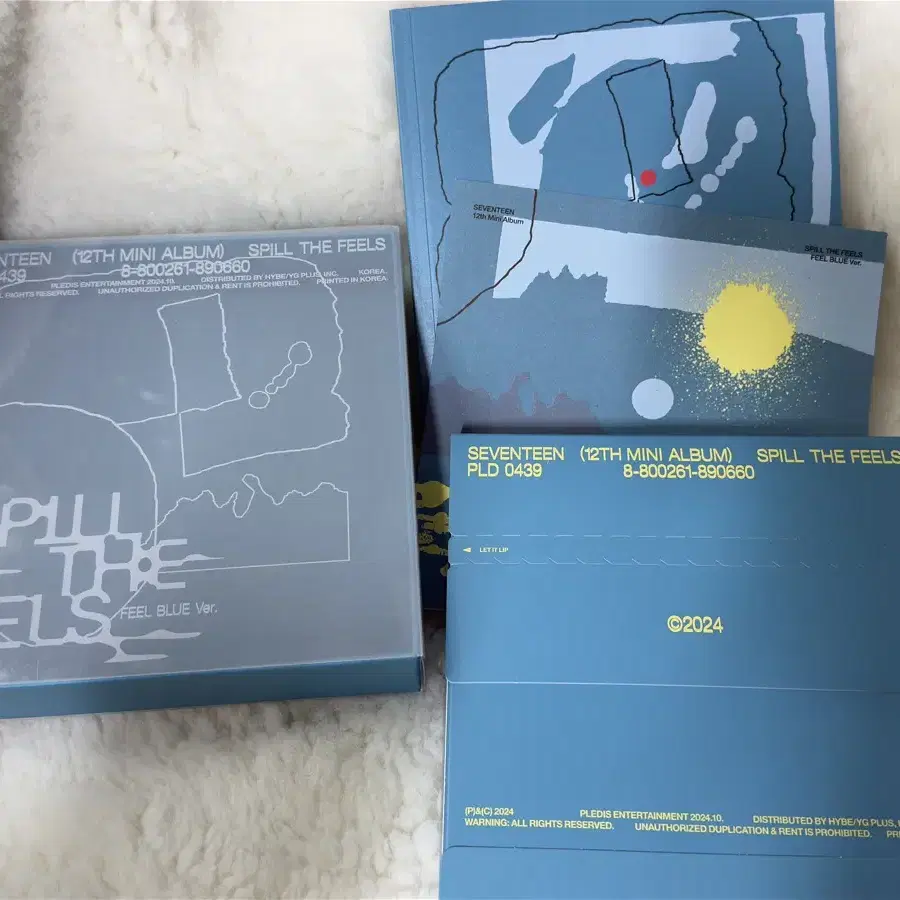 TEEN (12TH MINI ALBUM) SPILL THE FEELS
0439 8-800261-890660
PLEDIS ENTERTAINMENT 2024.10. DISTRIBUTED BY HYBE/YG PLUS, INC. KOREA.
RIGHTS RESERVED. UNAUTHORIZED DUPLICATION & RENT IS PROHIBITED. PRINTED IN KOREA.
SPILL
THE
EELS
FEEL BLUE Ver.
SEVENTEEN
12th Mini Album
SPILL THE FEELS
FEEL BLUE Ver.
SEVENTEEN (12TH MINI ALBUM) SPILL THE FEELS
PLD 0439 8-800261-890660
◄ LET IT LIP
©2024
(P)&(C) 2024 PLEDIS ENTERTAINMENT 2024.10. DISTRIBUTED BY HYBE/YG PLUS,
WARNING: ALL RIGHTS RESERVED. UNAUTHORIZED DUPLICATION & RENT IS PROHIBITED.